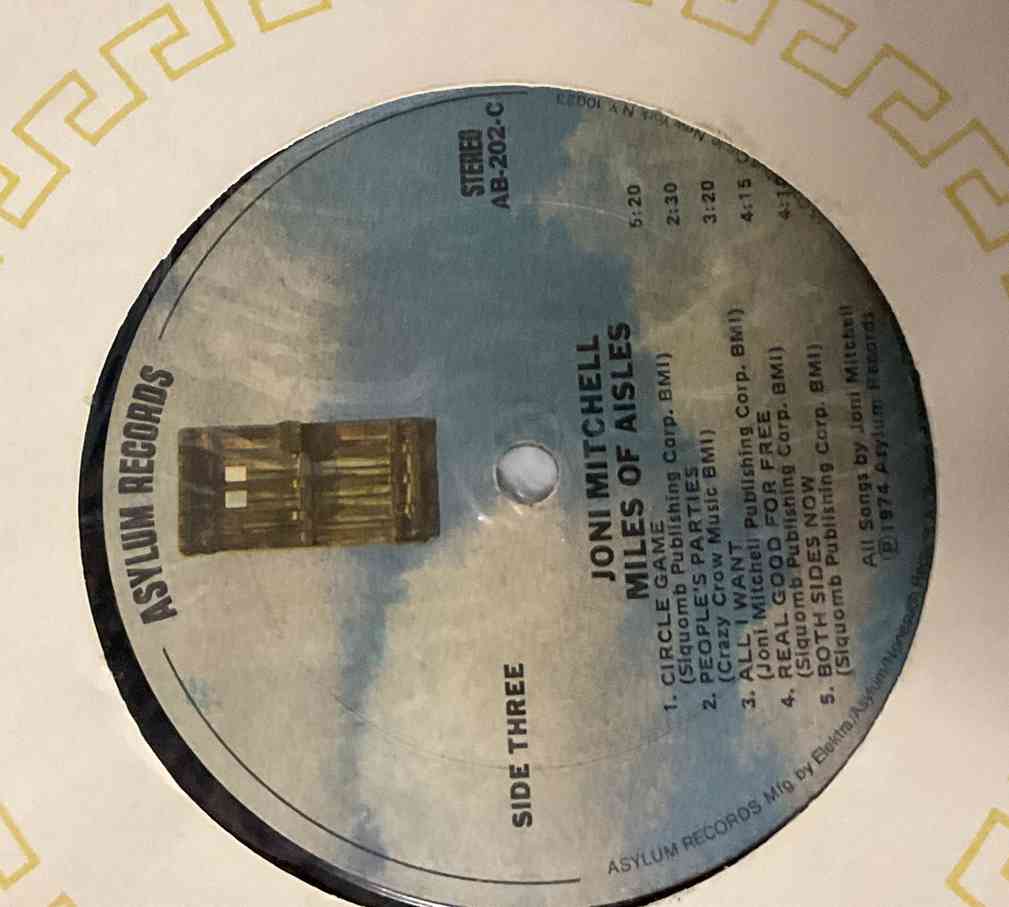 ASYLUM RECORDS
STEREO
AB-202-C
SIDE THREE
JONI MITCHELL
MILES OF AISLES
1. CIRCLE GAME 5:20
(Siquomb Publishing Corp. BMI)
2. PEOPLE'S PARTIES 2:30
(Crazy Crow Music BMI)
3. ALL I WANT 3:20
(Joni Mitchell Publishing Corp. BMI)
4. REAL GOOD FOR FREE 4:15
(Siquomb Publishing Corp. BMI)
5. BOTH SIDES NOW
(Siquomb Publishing Corp. BMI)
All Songs by Joni Mitchell
℗ 1974 Asylum Records
ASYLUM RECORDS Mfg by Elektra/Asylum/Nonesuch
New York N Y 10023